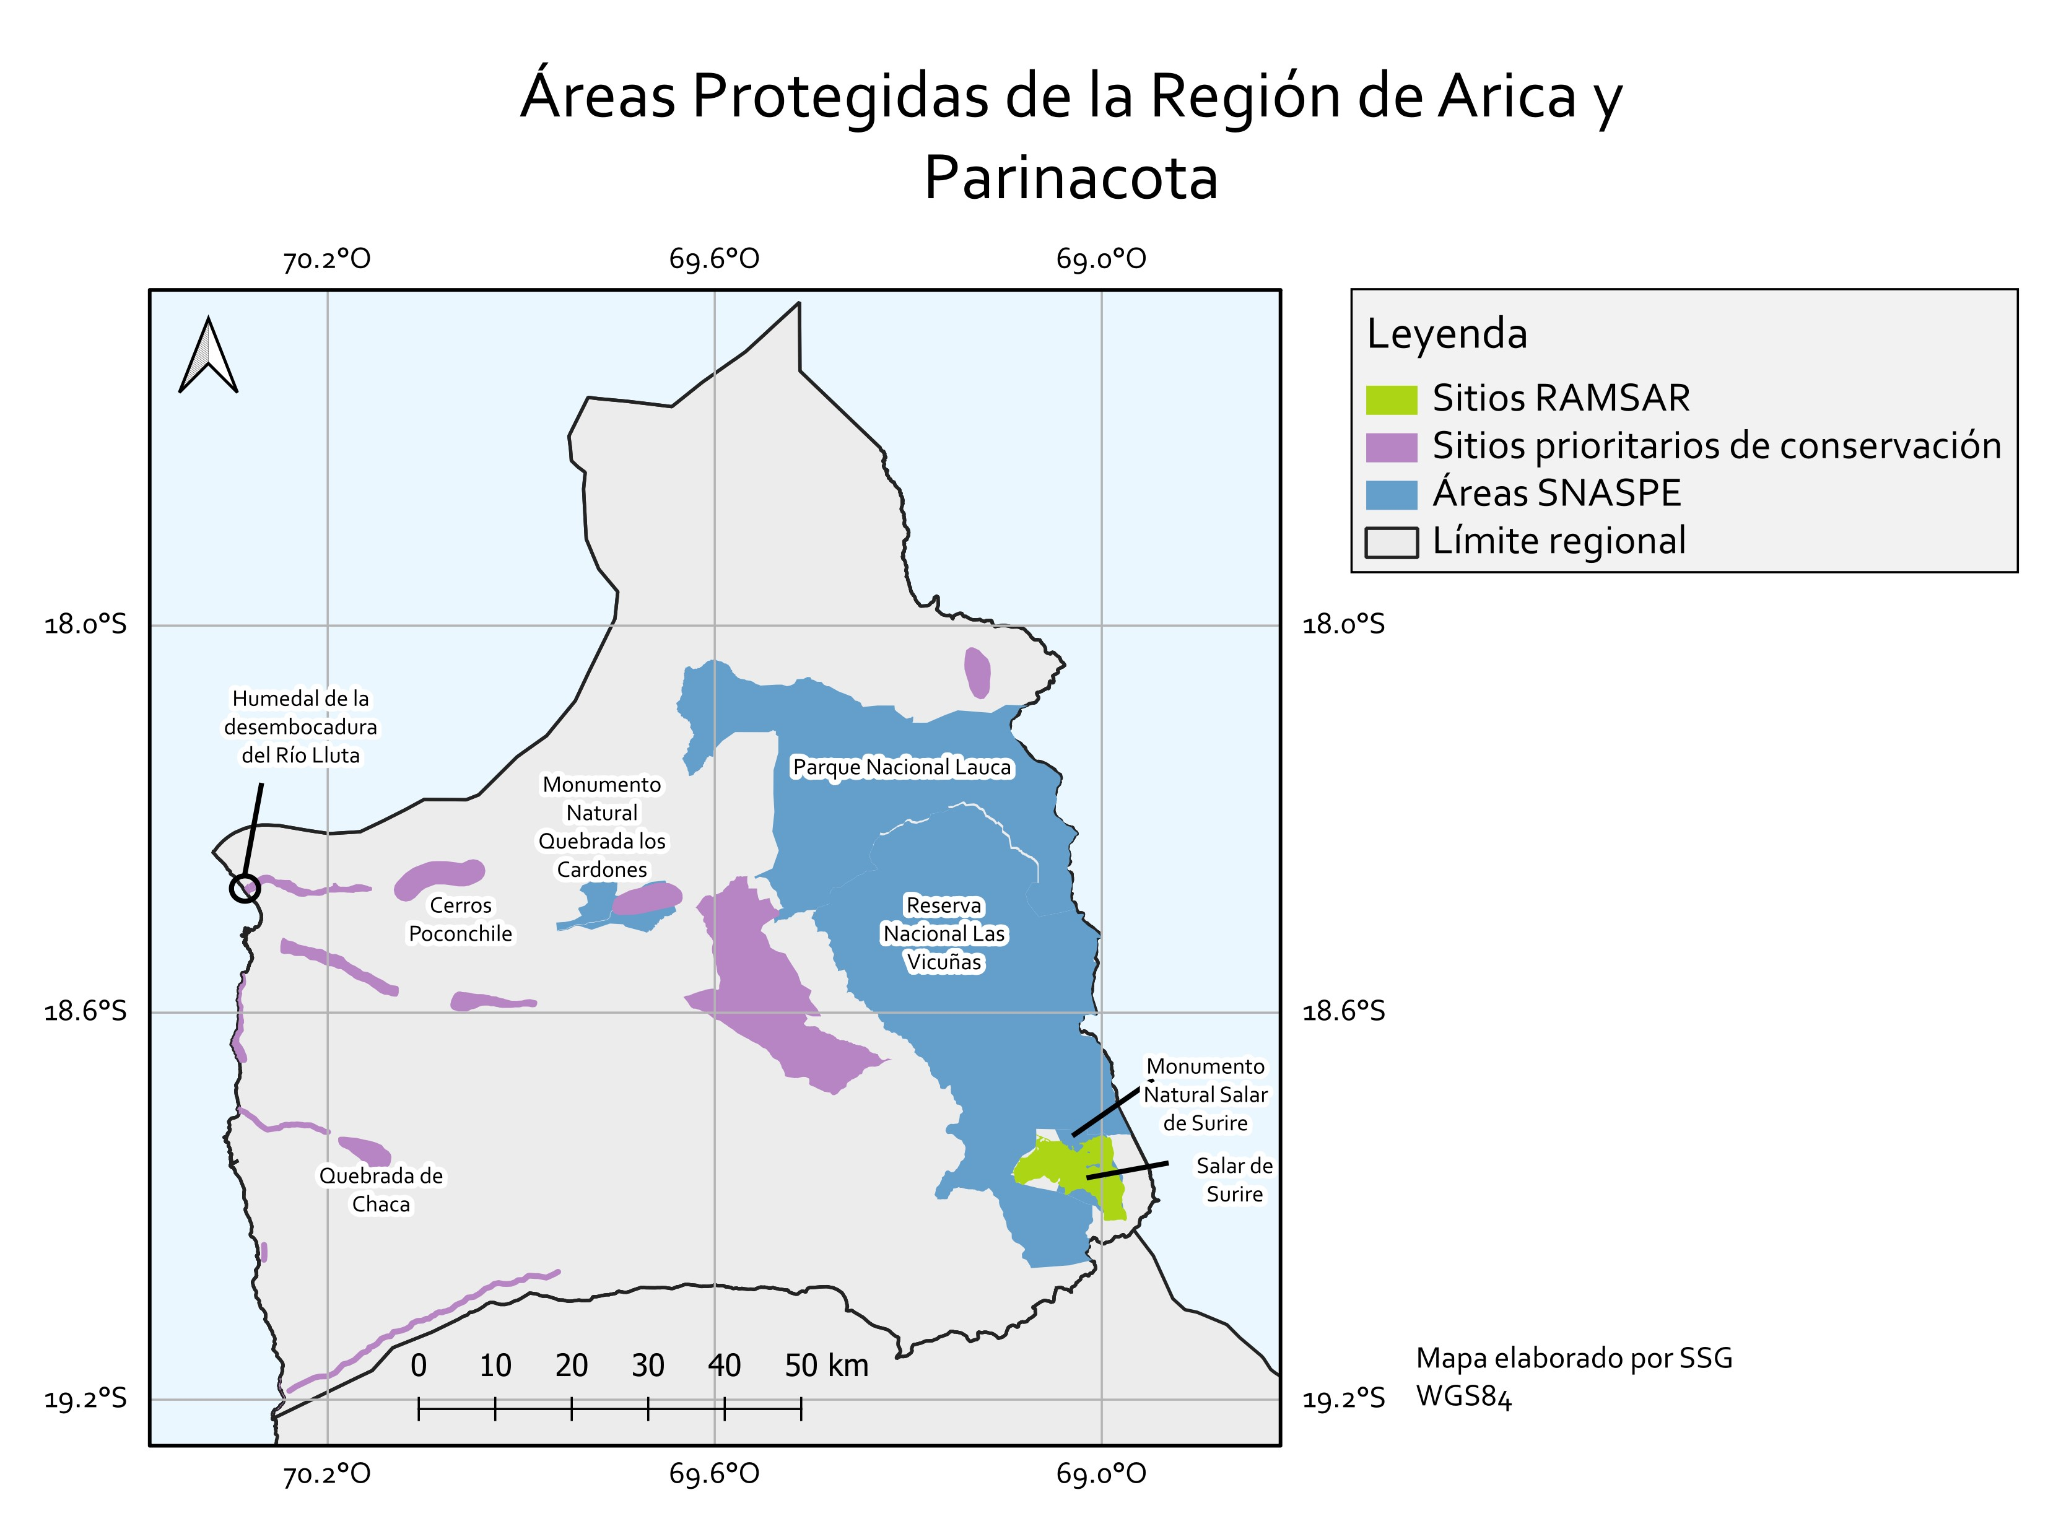 Áreas Protegidas de la Región de Arica y
Parinacota
70.2°O
69.6°O
69.0°O
Leyenda
Sitios RAMSAR
Sitios prioritarios de conservación
Áreas SNASPE
Límite regional
18.0°S
18.0°S
Humedal de la
desembocadura
del Río Lluta
Monumento
Natural
Quebrada los
Cardones
Parque Nacional Lauca
Cerros
Poconchile
Reserva
Nacional Las
Vicuñas
18.6°S
18.6°S
Monumento
Natural Salar
de Surire
Salar de
Surire
Quebrada de
Chaca
0 10 20 30 40 50 km
19.2°S
19.2°S
Mapa elaborado por SSG
WGS84
70.2°O
69.6°O
69.0°O